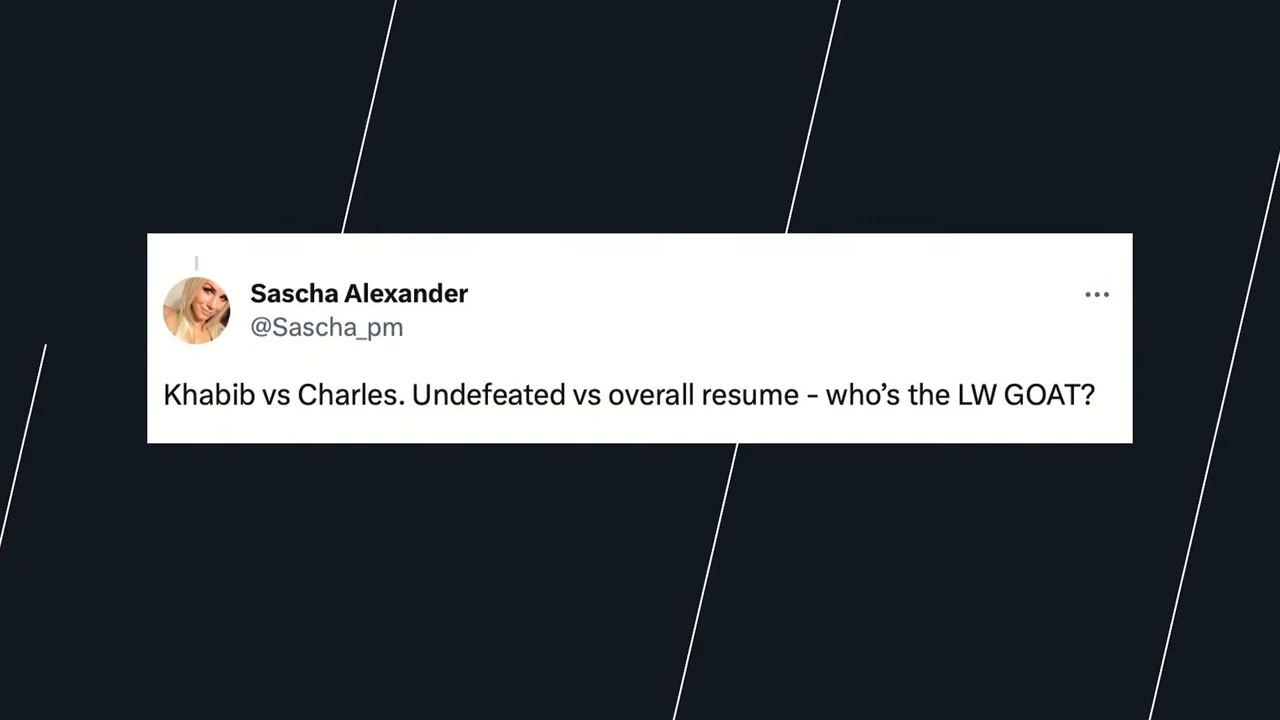 Sascha Alexander
@Sascha_pm
Khabib vs Charles. Undefeated vs overall resume - who’s the LW GOAT?